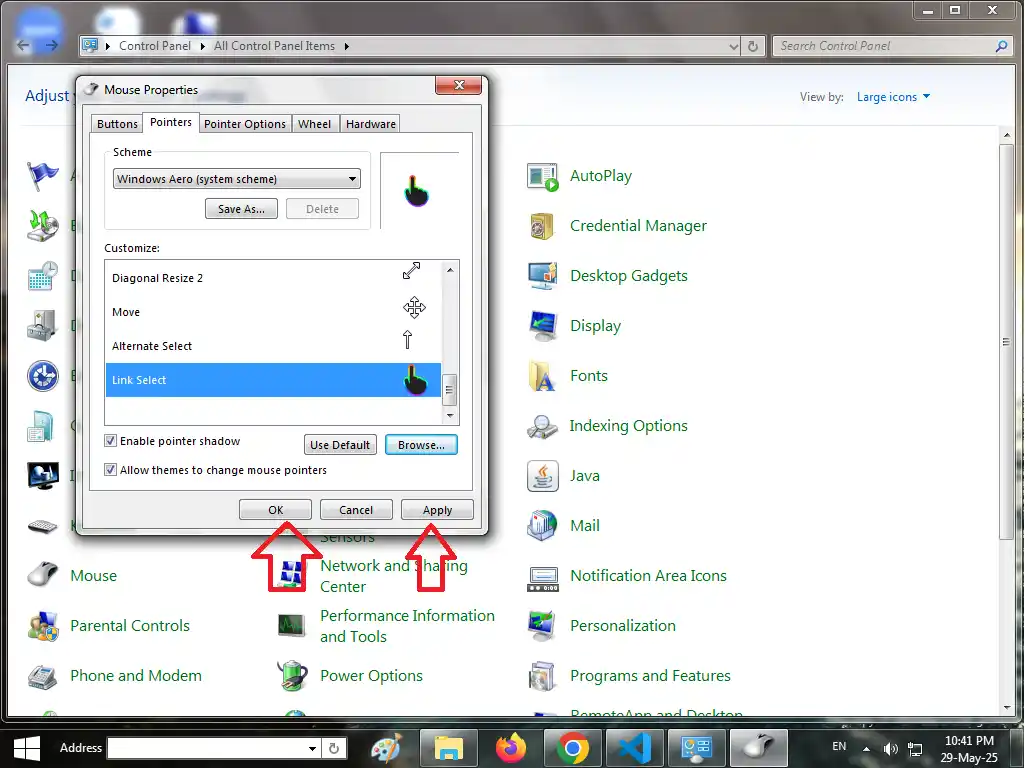 Control Panel
All Control Panel Items
Search Control Panel
Adjust
View by:
Large icons
Mouse Properties
Buttons
Pointers
Pointer Options
Wheel
Hardware
Scheme
Windows Aero (system scheme)
Save As...
Delete
Customize:
Diagonal Resize 2
Move
Alternate Select
Link Select
Enable pointer shadow
Use Default
Browse...
Allow themes to change mouse pointers
OK
Cancel
Apply
AutoPlay
Credential Manager
Desktop Gadgets
Display
Fonts
Indexing Options
Java
Sensors
Mail
Mouse
Network and Sharing
Center
Notification Area Icons
Parental Controls
Performance Information
and Tools
Personalization
Phone and Modem
Power Options
Programs and Features
RemoteApp and Desktop
Address
EN
10:41 PM
29-May-25